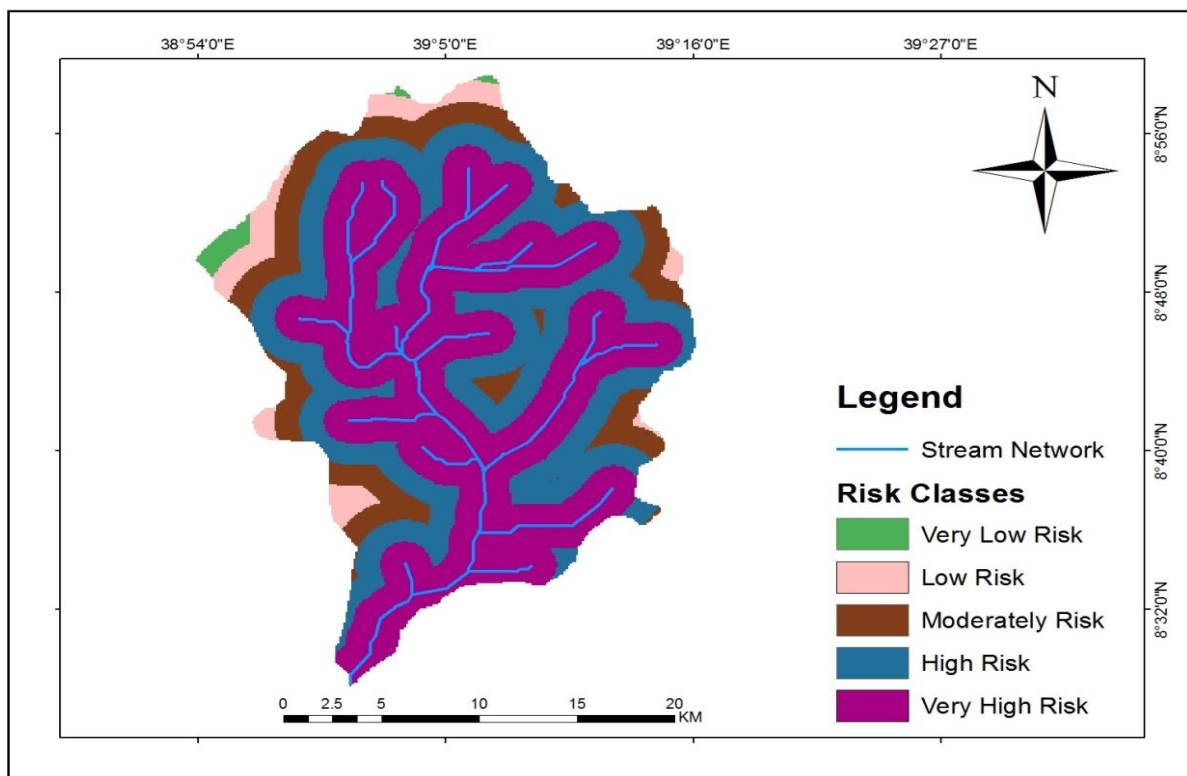 38°54'0"E 39°5'0"E 39°16'0"E 39°27'0"E
N
8°56'0"N
8°48'0"N
Legend
Stream Network
8°40'0"N
Risk Classes
Very Low Risk
Low Risk
8°32'0"N
Moderately Risk
High Risk
Very High Risk
0 2.5 5 10 15 20
KM